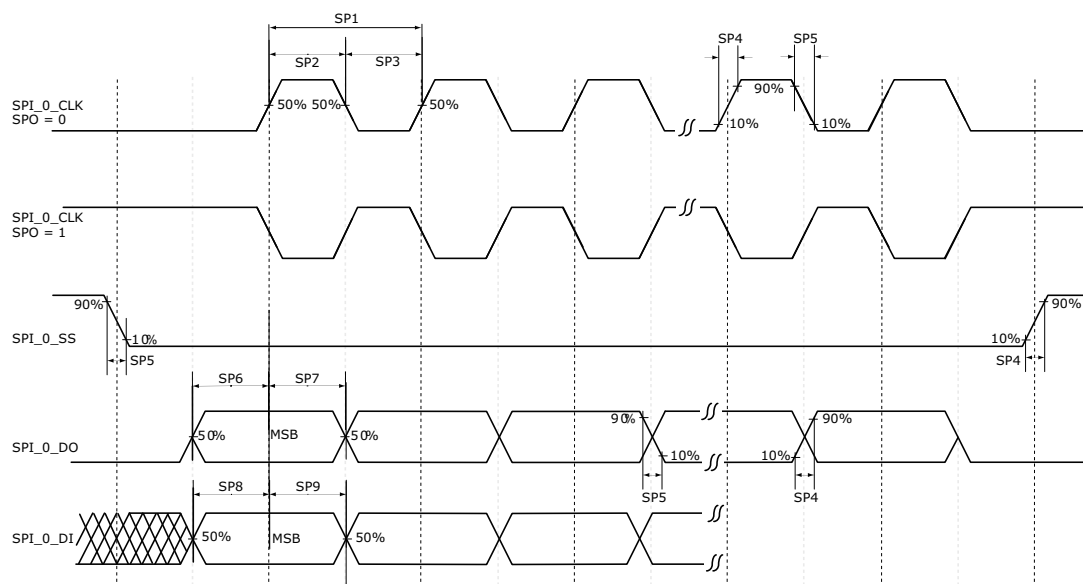 SP1
SP4 SP5
SP2 SP3
90%
SPI_0_CLK
SPO = 0
50% 50% 50%
10% 10%
SPI_0_CLK
SPO = 1
90% 90%
SPI_0_SS
10% 10%
SP5 SP4
SP6 SP7
90% 90%
SPI_0_DO
50% MSB 50%
10% 10%
SP5 SP4
SP8 SP9
SPI_0_DI
50% MSB 50%